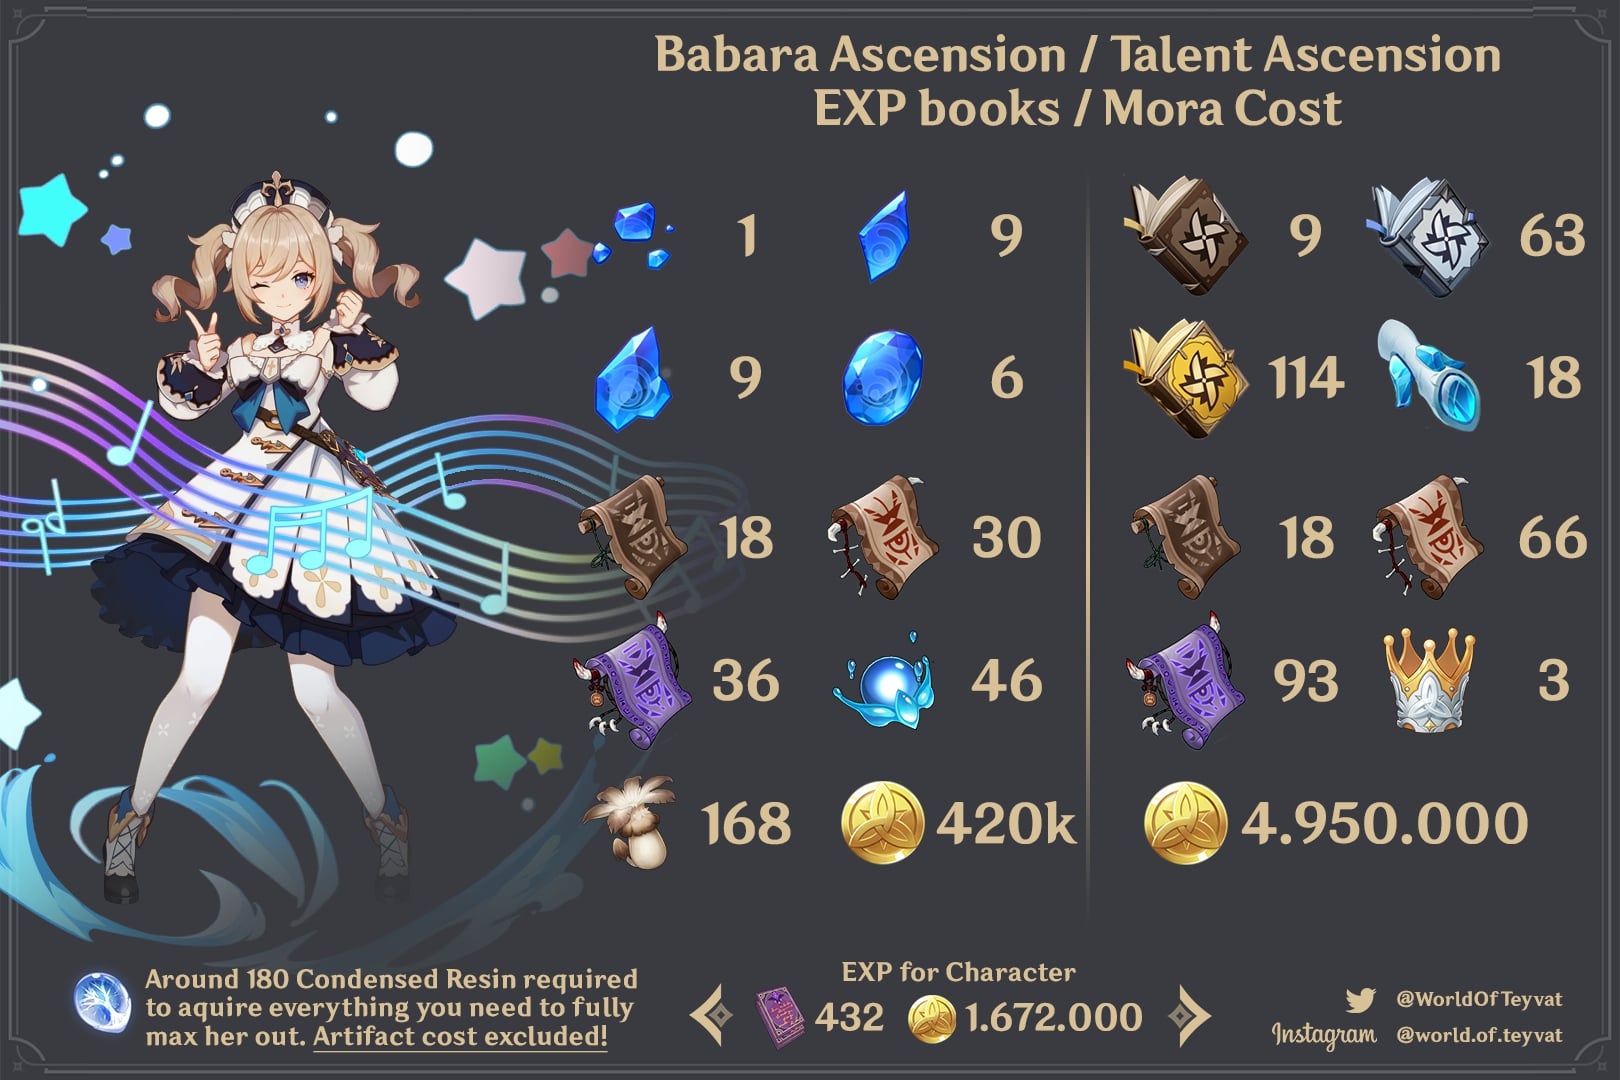 Babara Ascension / Talent Ascension
EXP books / Mora Cost
1 9
9 6
18 30
36 46
168 420k
9 63
114 18
18 66
93 3
4.950.000
Around 180 Condensed Resin required
to aquire everything you need to fully
max her out. Artifact cost excluded!
EXP for Character
432 1.672.000
@WorldOfTeyvat
Instagram @world.of.teyvat